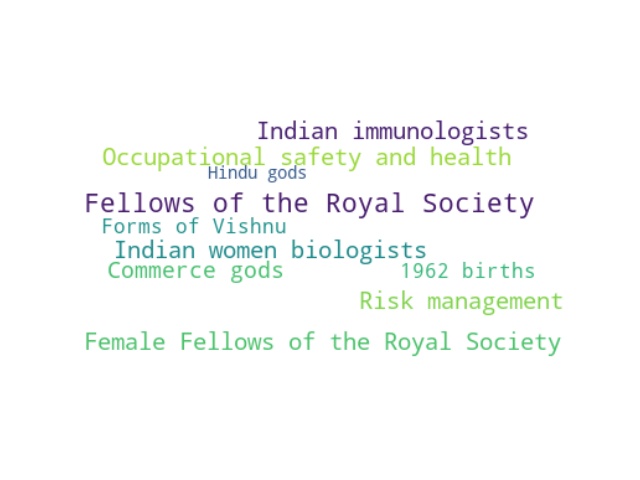 Indian immunologists
Occupational safety and health
Hindu gods
Fellows of the Royal Society
Forms of Vishnu
Indian women biologists
Commerce gods
1962 births
Risk management
Female Fellows of the Royal Society